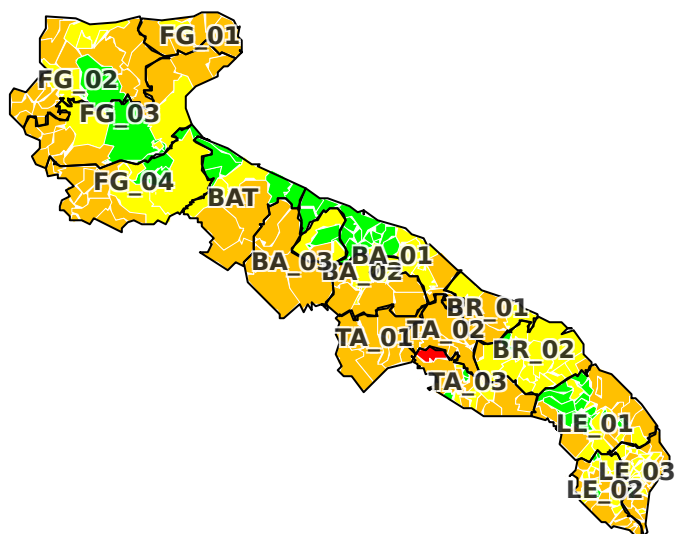 FG_01
FG_02
FG_03
FG_04
BAT
BA_01
BA_03
BA_02
BR_01
TA_02
TA_01
BR_02
TA_03
LE_01
LE_03
LE_02